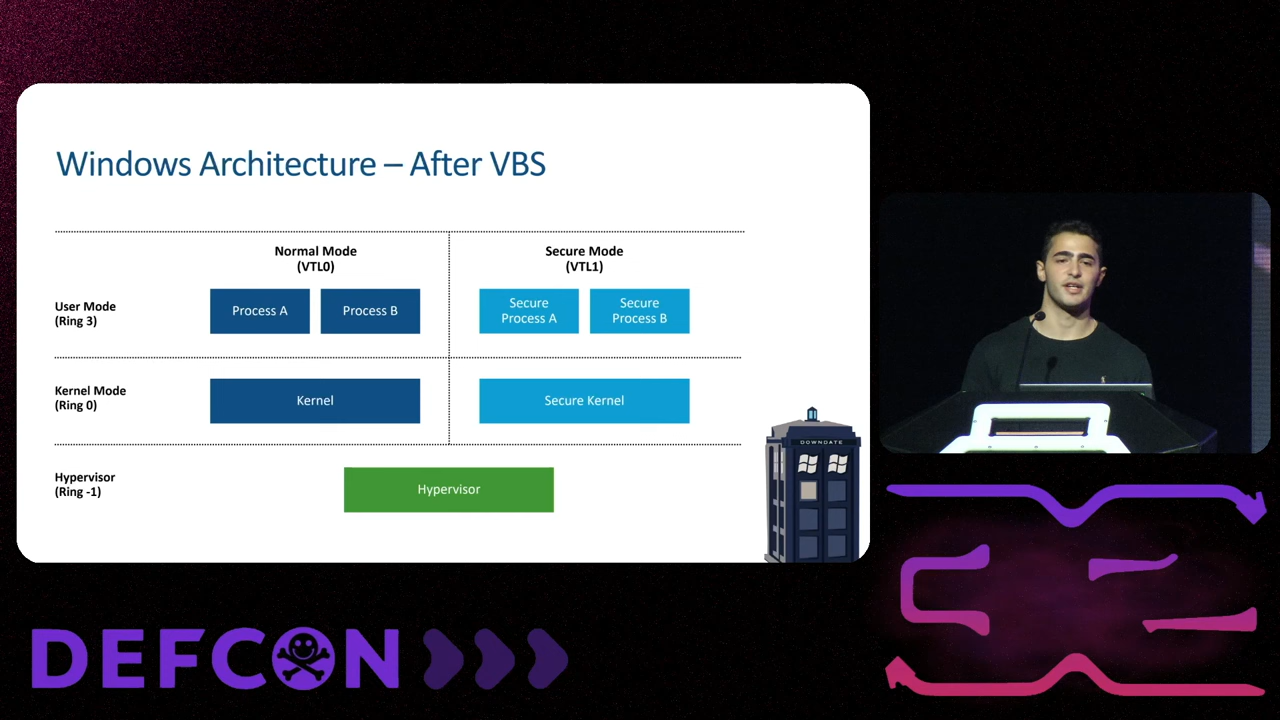 Windows Architecture – After VBS
Normal Mode
(VTL0)
Secure Mode
(VTL1)
User Mode
(Ring 3)
Process A
Process B
Secure
Process A
Secure
Process B
Kernel Mode
(Ring 0)
Kernel
Secure Kernel
Hypervisor
(Ring -1)
Hypervisor
DOWNDATE
DEFCON